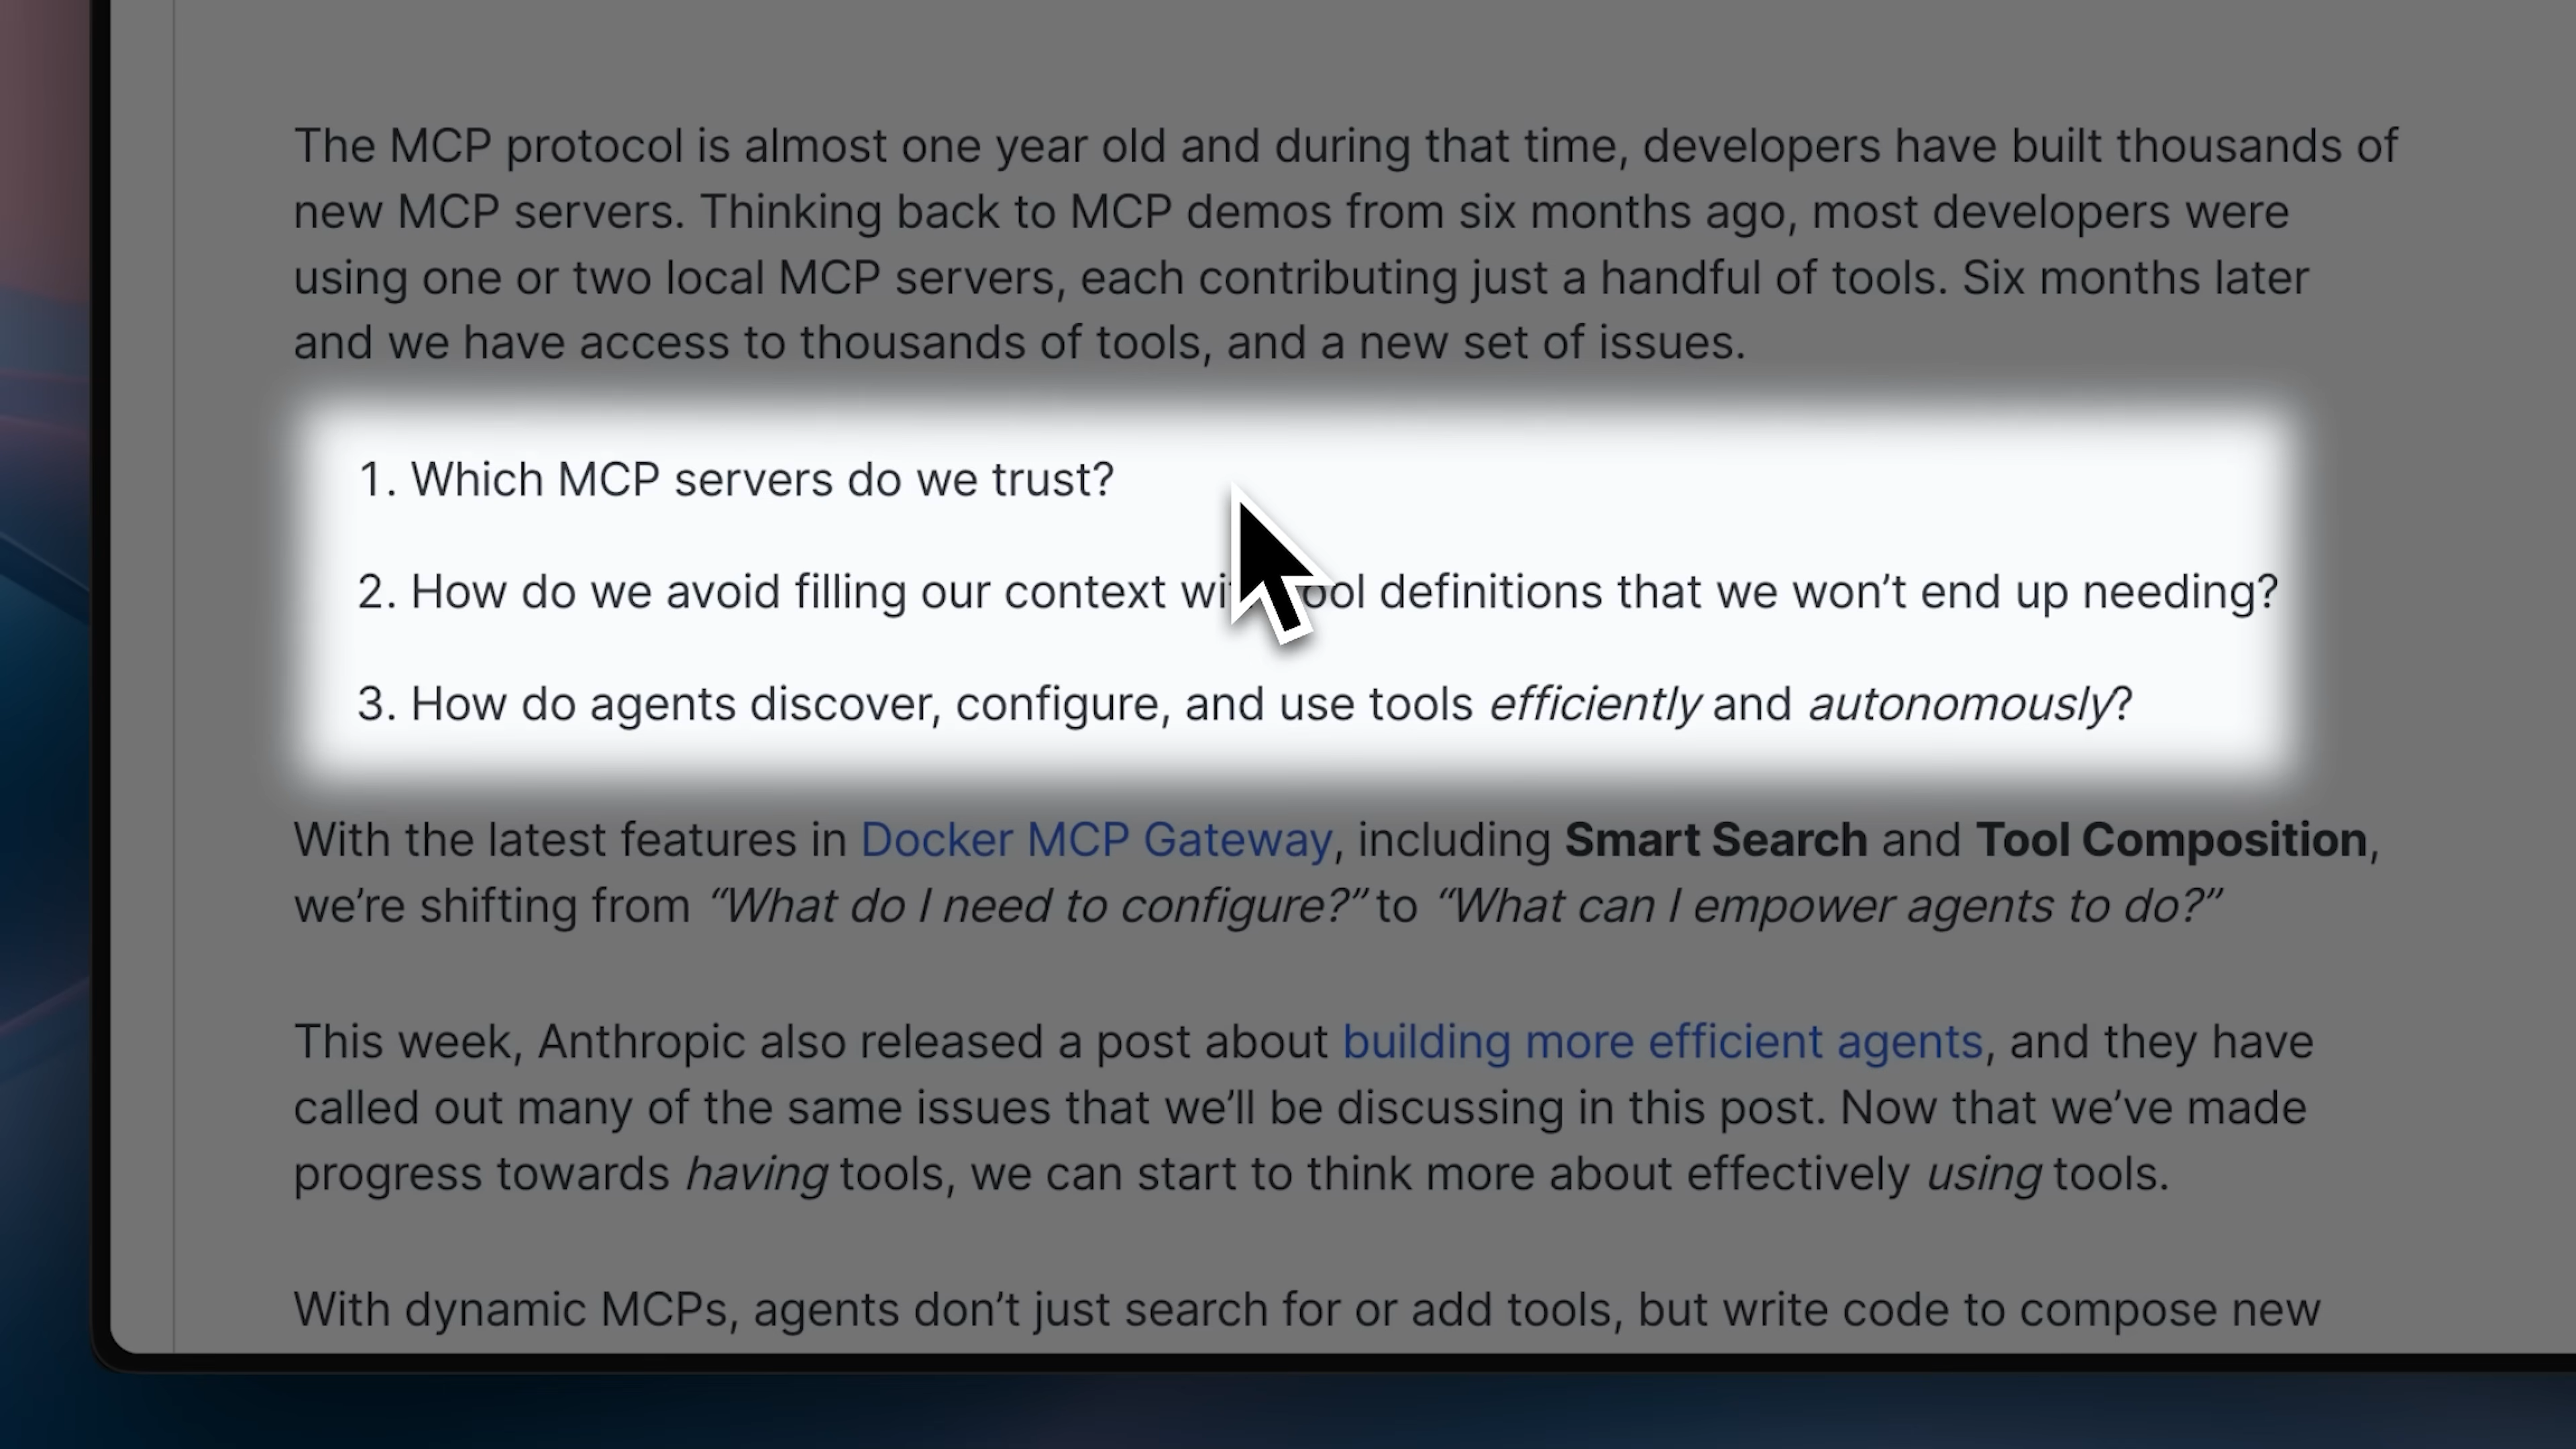 The MCP protocol is almost one year old and during that time, developers have built thousands of
new MCP servers. Thinking back to MCP demos from six months ago, most developers were
using one or two local MCP servers, each contributing just a handful of tools. Six months later
and we have access to thousands of tools, and a new set of issues.
1. Which MCP servers do we trust?
2. How do we avoid filling our context definitions that we won’t end up needing?
3. How do agents discover, configure, and use tools efficiently and autonomously?
With the latest features in Docker MCP Gateway, including Smart Search and Tool Composition,
we’re shifting from “What do I need to configure?” to “What can I empower agents to do?”
This week, Anthropic also released a post about building more efficient agents, and they have
called out many of the same issues that we’ll be discussing in this post. Now that we’ve made
progress towards having tools, we can start to think more about effectively using tools.
With dynamic MCPs, agents don’t just search for or add tools, but write code to compose new